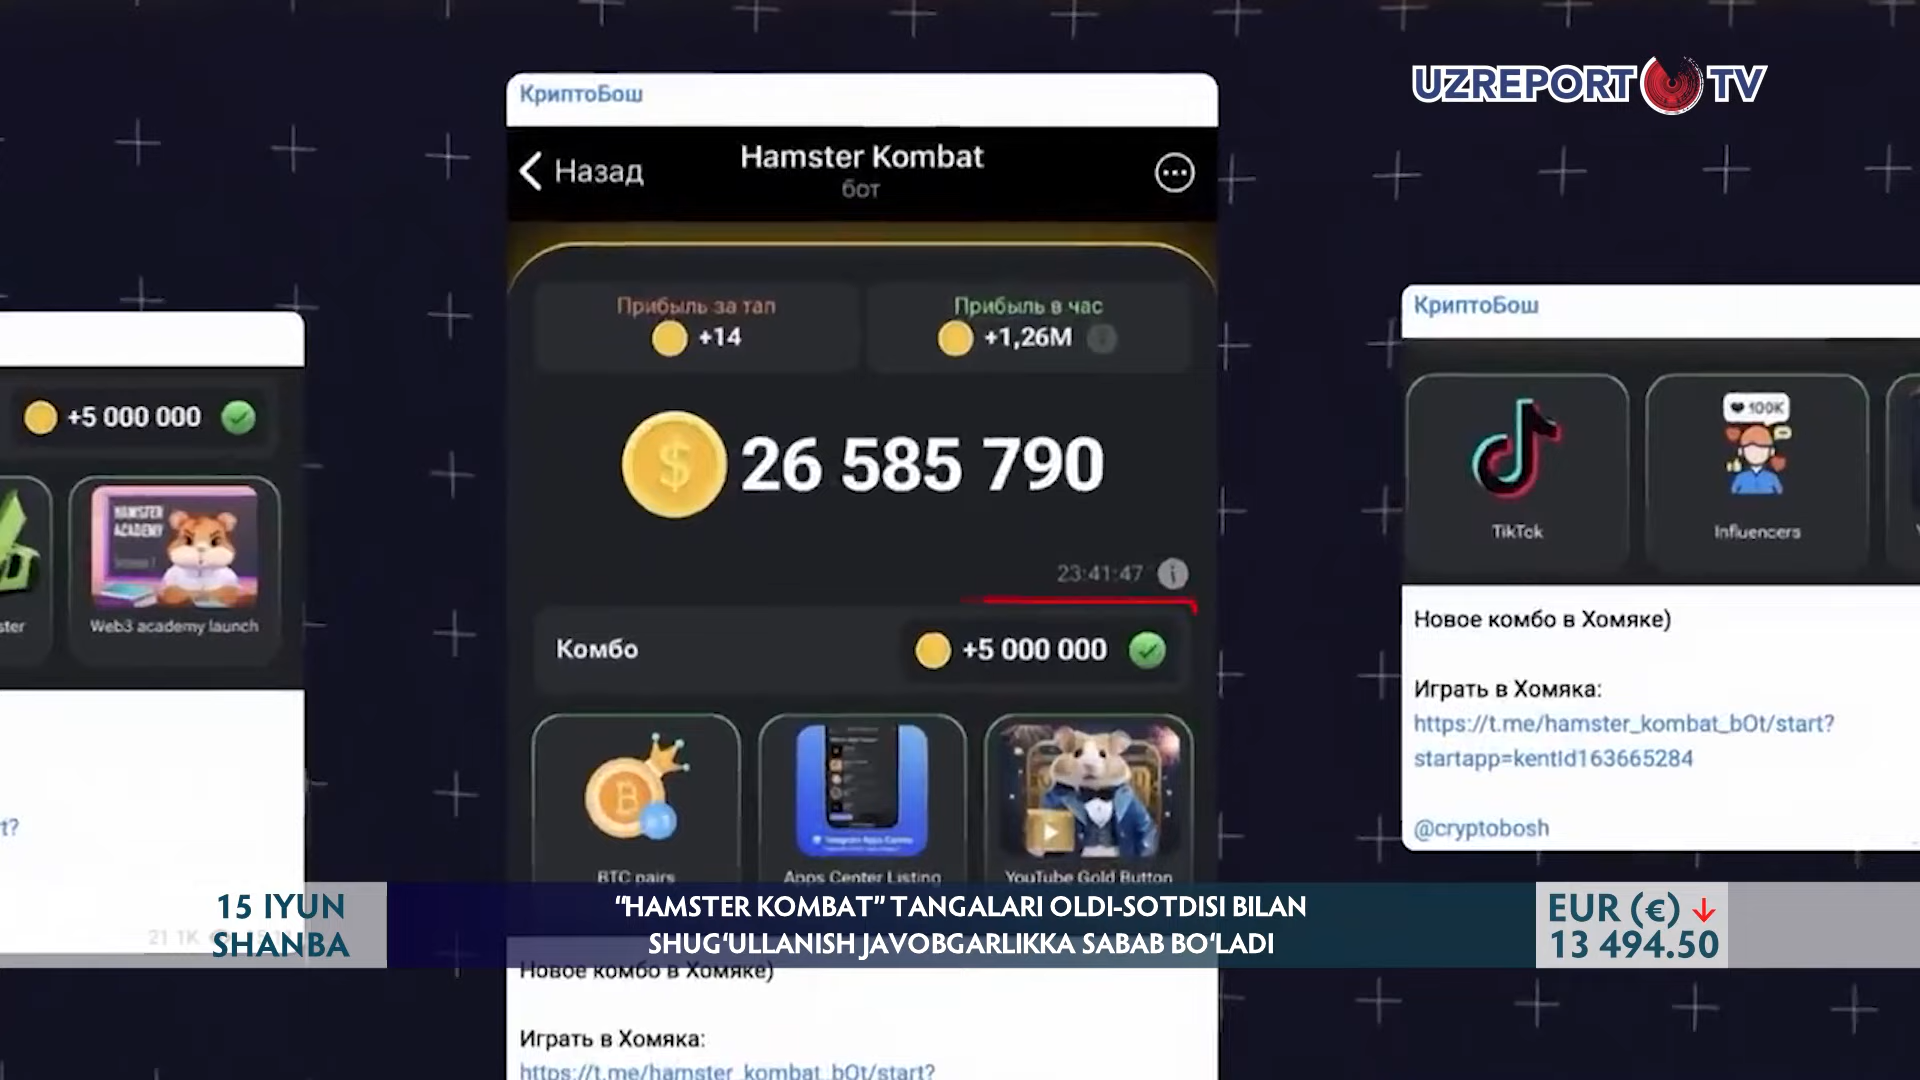 UZREPORT TV
КриптоБош
Назад
Hamster Kombat
бот
Прибыль за тап
+14
Прибыль в час
+1,26M
$ 26 585 790
23:41:47
Комбо
+5 000 000
BTC pairs
Apps Center Listing
YouTube Gold Button
Новое комбо в Хомяке)
Играть в Хомяка:
https://t.me/hamster_kombat_bOt/start?
+5 000 000
HAMSTER
ACADEMY
ster
Web3 academy launch
t?
КриптоБош
100K
TikTok
Influencers
Новое комбо в Хомяке)
Играть в Хомяка:
https://t.me/hamster_kombat_bOt/start?
startapp=kentId163665284
@cryptobosh
15 IYUN
SHANBA
“HAMSTER KOMBAT” TANGALARI OLDI-SOTDISI BILAN
SHUG‘ULLANISH JAVOBGARLIKKA SABAB BO‘LADI
EUR (€)
13 494.50